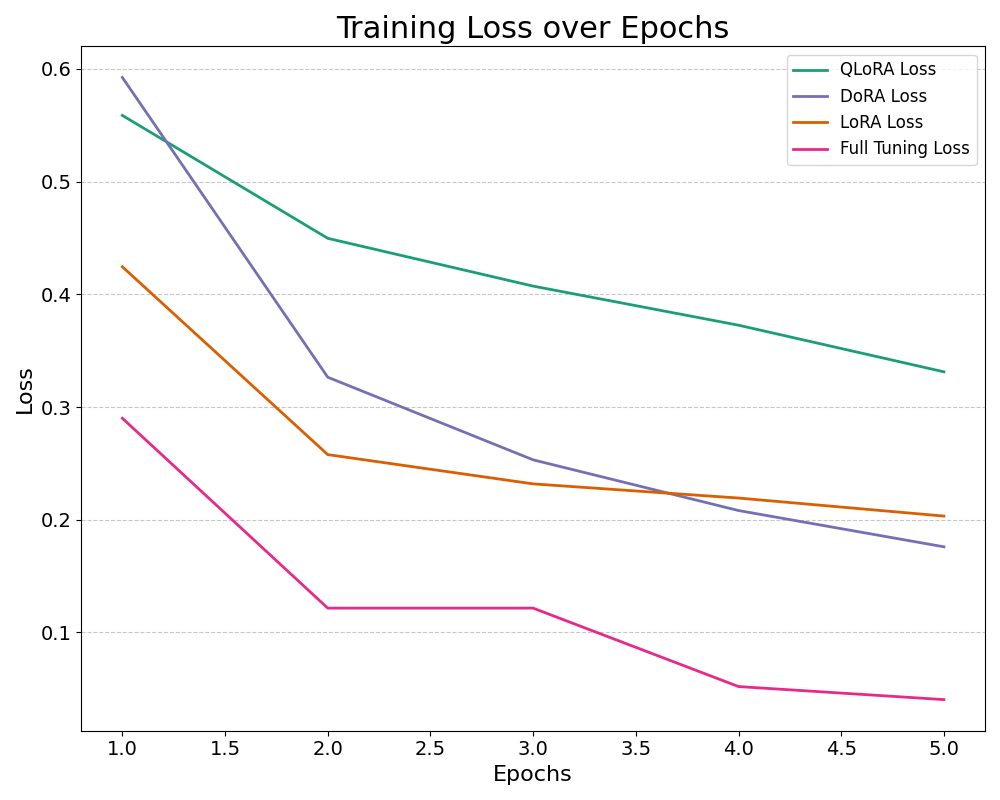 Training Loss over Epochs
QLoRA Loss
DoRA Loss
LoRA Loss
Full Tuning Loss
Loss
0.6
0.5
0.4
0.3
0.2
0.1
1.0 1.5 2.0 2.5 3.0 3.5 4.0 4.5 5.0
Epochs